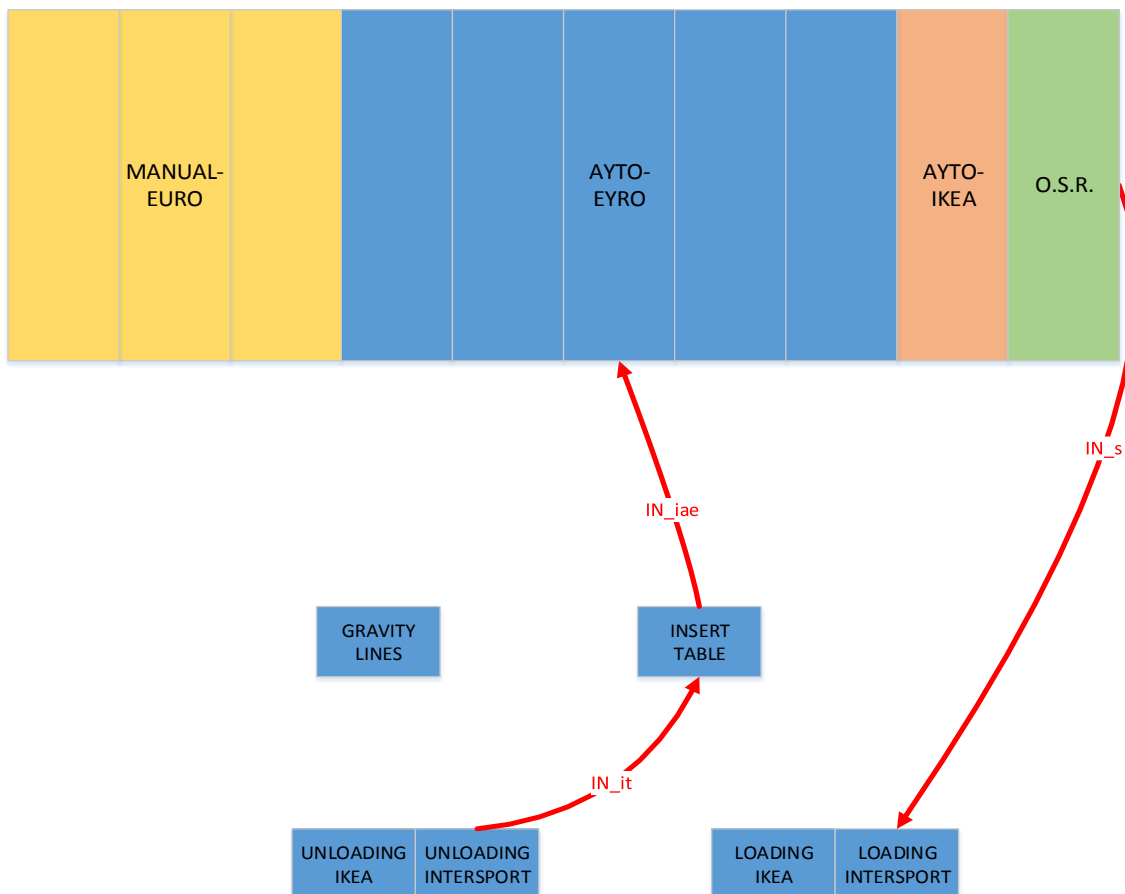 MANUAL-
EURO
AYTO-
EYRO
AYTO-
IKEA
O.S.R.
IN_s
IN_iae
GRAVITY
LINES
INSERT
TABLE
IN_it
UNLOADING
IKEA
UNLOADING
INTERSPORT
LOADING
IKEA
LOADING
INTERSPORT